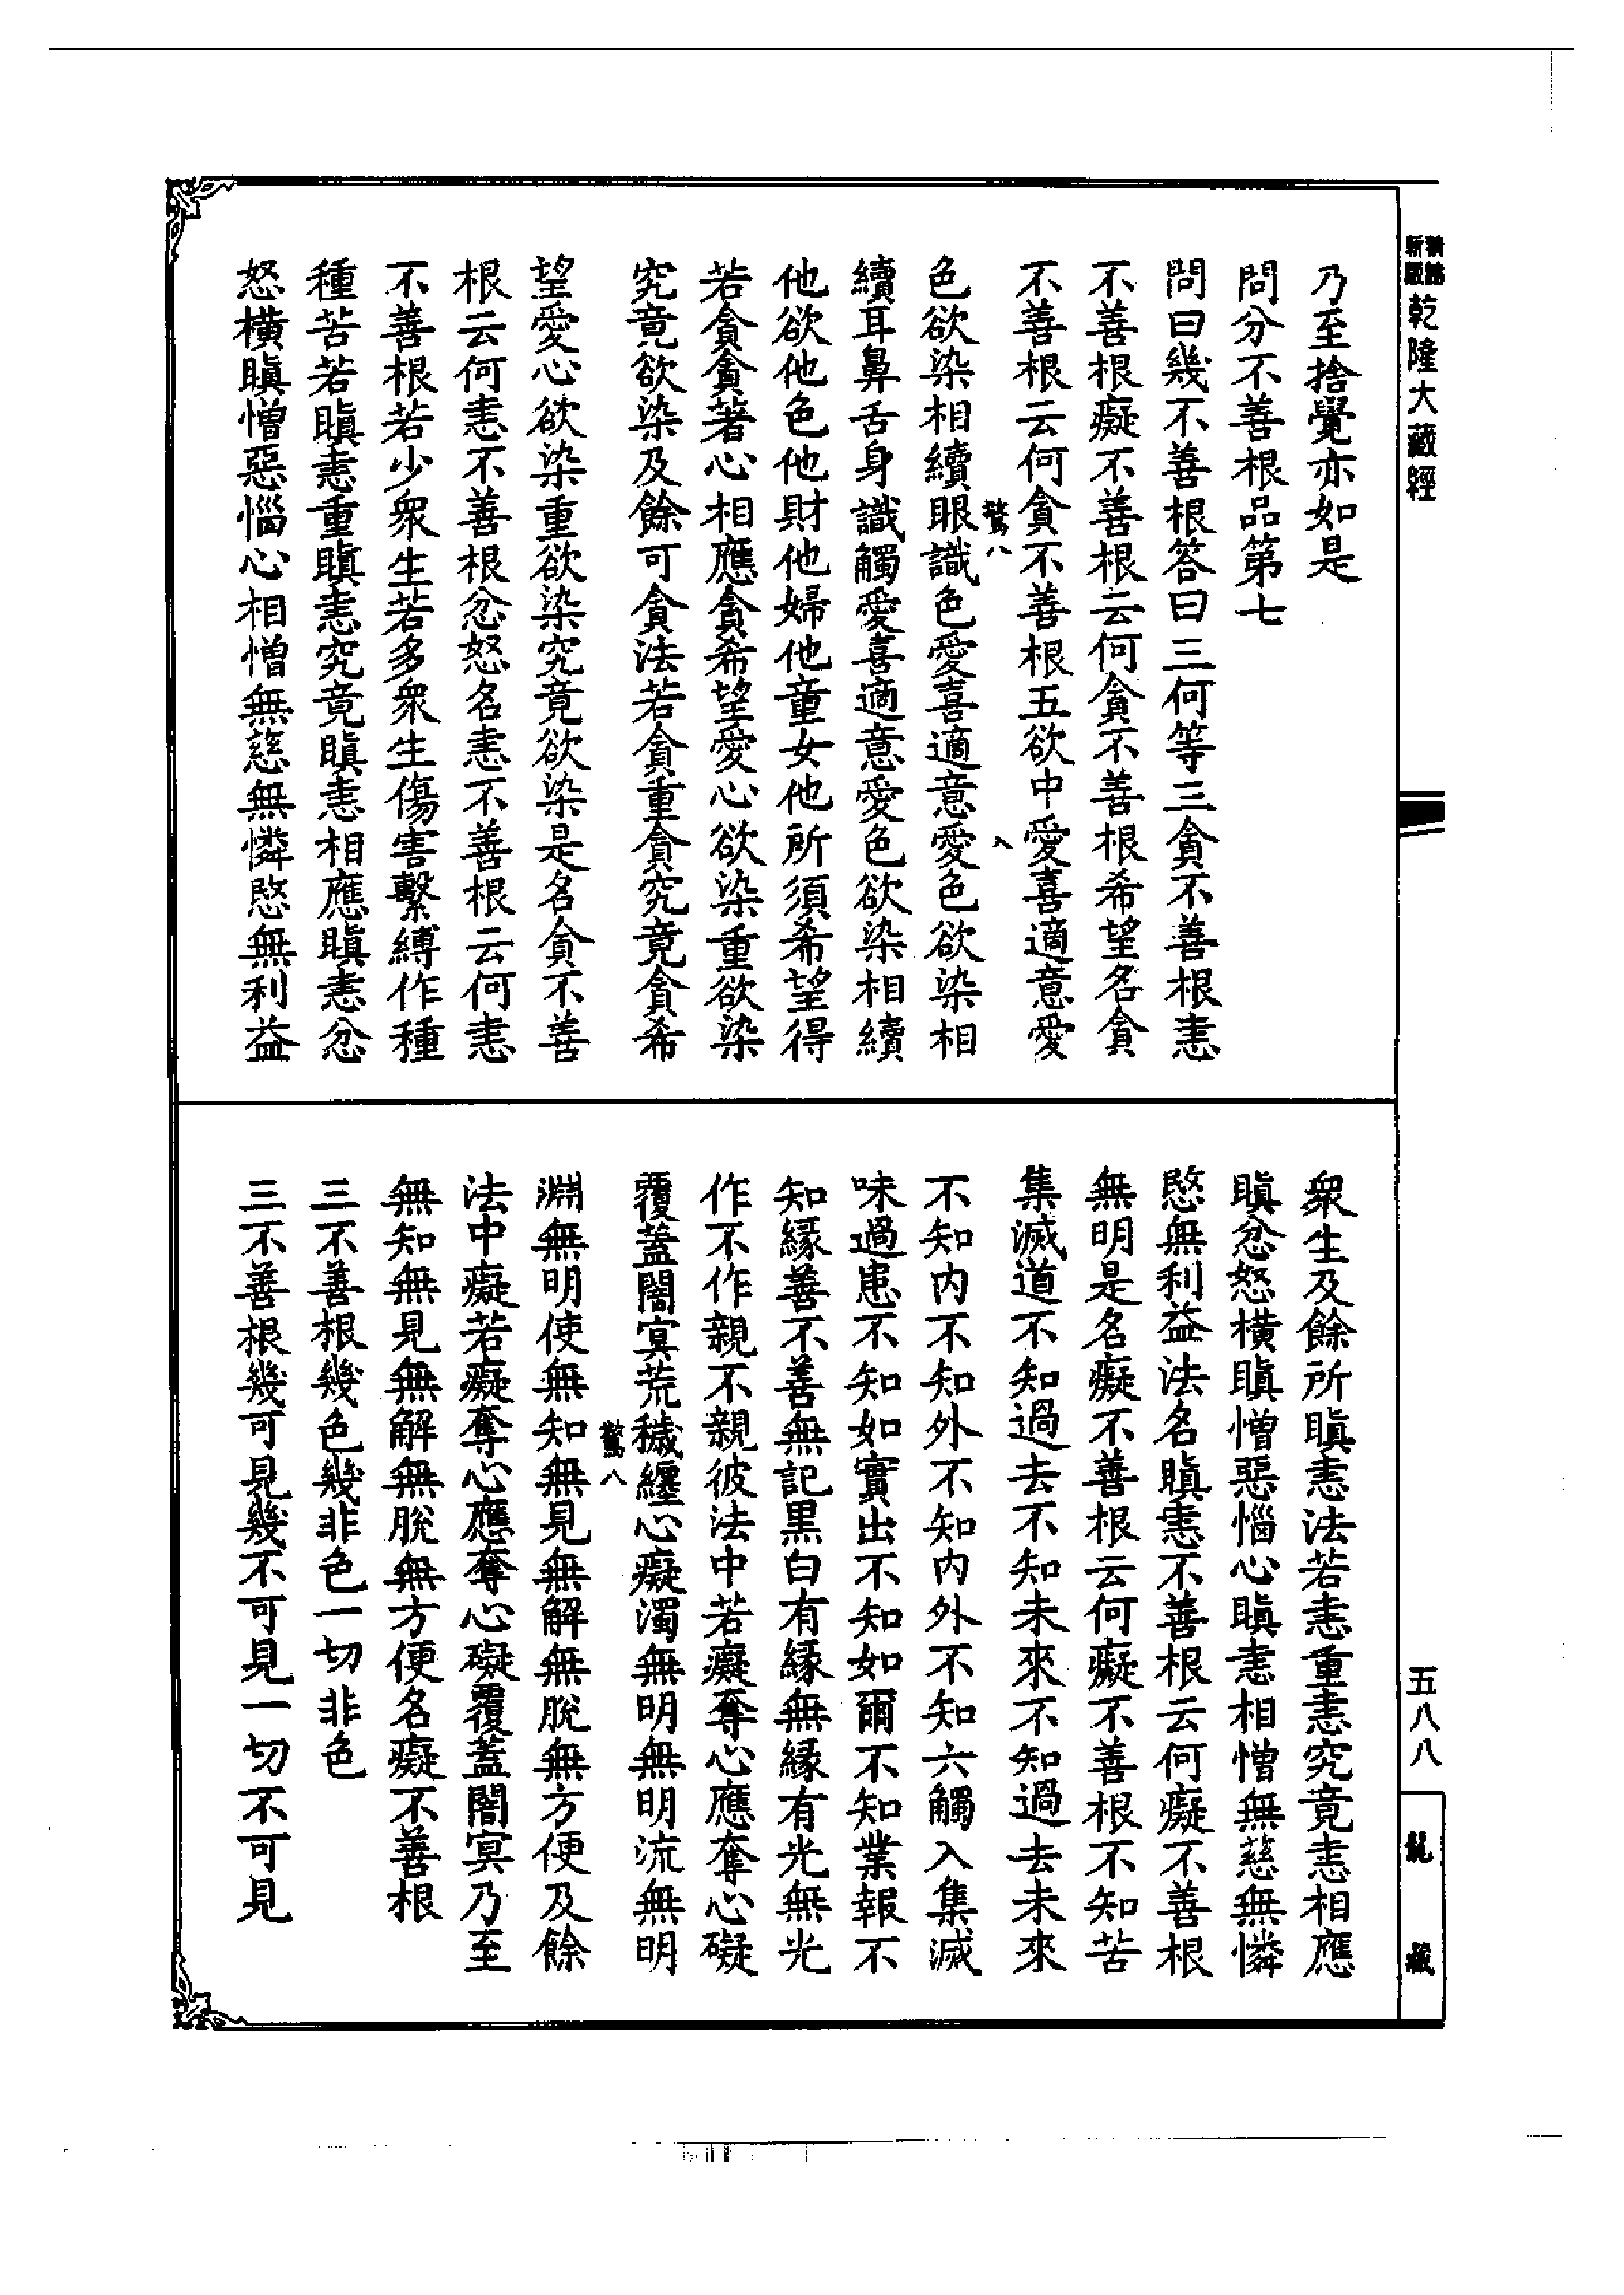 乾隆大藏經
乃至捨覺亦如是
問分不善根品第七
問曰幾不善根答曰三何等三貪不善根恚
不善根癡不善根云何貪不善根希望名貪
不善根云何貪不善根五欲中愛喜適意愛
色欲染相續眼識色愛喜適意愛色欲染相
續耳鼻舌身識觸愛喜適意愛色欲染相續
他欲他色他財他婦他童女他所須希望得
若貪貪著心相應貪希望愛心欲染重欲染
究竟欲染及餘可貪法若貪重貪究竟貪希
望愛心欲染重欲染究竟欲染是名貪不善
根云何恚不善根忿怒名恚不善根云何恚
不善根若少眾生若多眾生傷害繫縛作種
種苦若瞋恚重瞋恚究竟瞋恚相應瞋恚忿
怒橫瞋憎惡惱心相憎無慈無憐愍無利益
眾生及餘所瞋恚法若恚重恚究竟恚相應
瞋忿怒橫瞋憎惡惱心瞋恚相憎無慈無憐
愍無利益法名瞋恚不善根云何癡不善根
無明是名癡不善根云何癡不善根不知苦
集滅道不知過去不知未來不知過去未來
不知內不知外不知內外不知六觸入集滅
味過患不知如實出不知如爾不知業報不
知緣善不善無記黑白有緣無緣有光無光
作不作親不親彼法中若癡奪心應奪心礙
覆蓋闇冥荒穢纏心癡濁無明無明流無明
淵無明使無知無見無解無脫無方便及餘
法中癡若癡奪心應奪心礙覆蓋闇冥乃至
無知無見無解無脫無方便名癡不善根
三不善根幾色幾非色一切非色
三不善根幾可見幾不可見一切不可見
驚八
入
驚八
五八八
龍藏